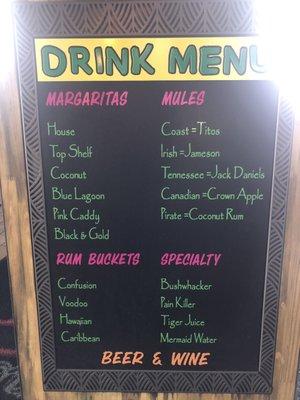 DRINK MENU
MARGARITAS
House
Top Shelf
Coconut
Blue Lagoon
Pink Caddy
Black & Gold
MULES
Coast =Titos
Irish =Jameson
Tennessee =Jack Daniels
Canadian =Crown Apple
Pirate =Coconut Rum
RUM BUCKETS
Confusion
Voodoo
Hawaiian
Caribbean
SPECIALTY
Bushwhacker
Pain Killer
Tiger Juice
Mermaid Water
BEER & WINE